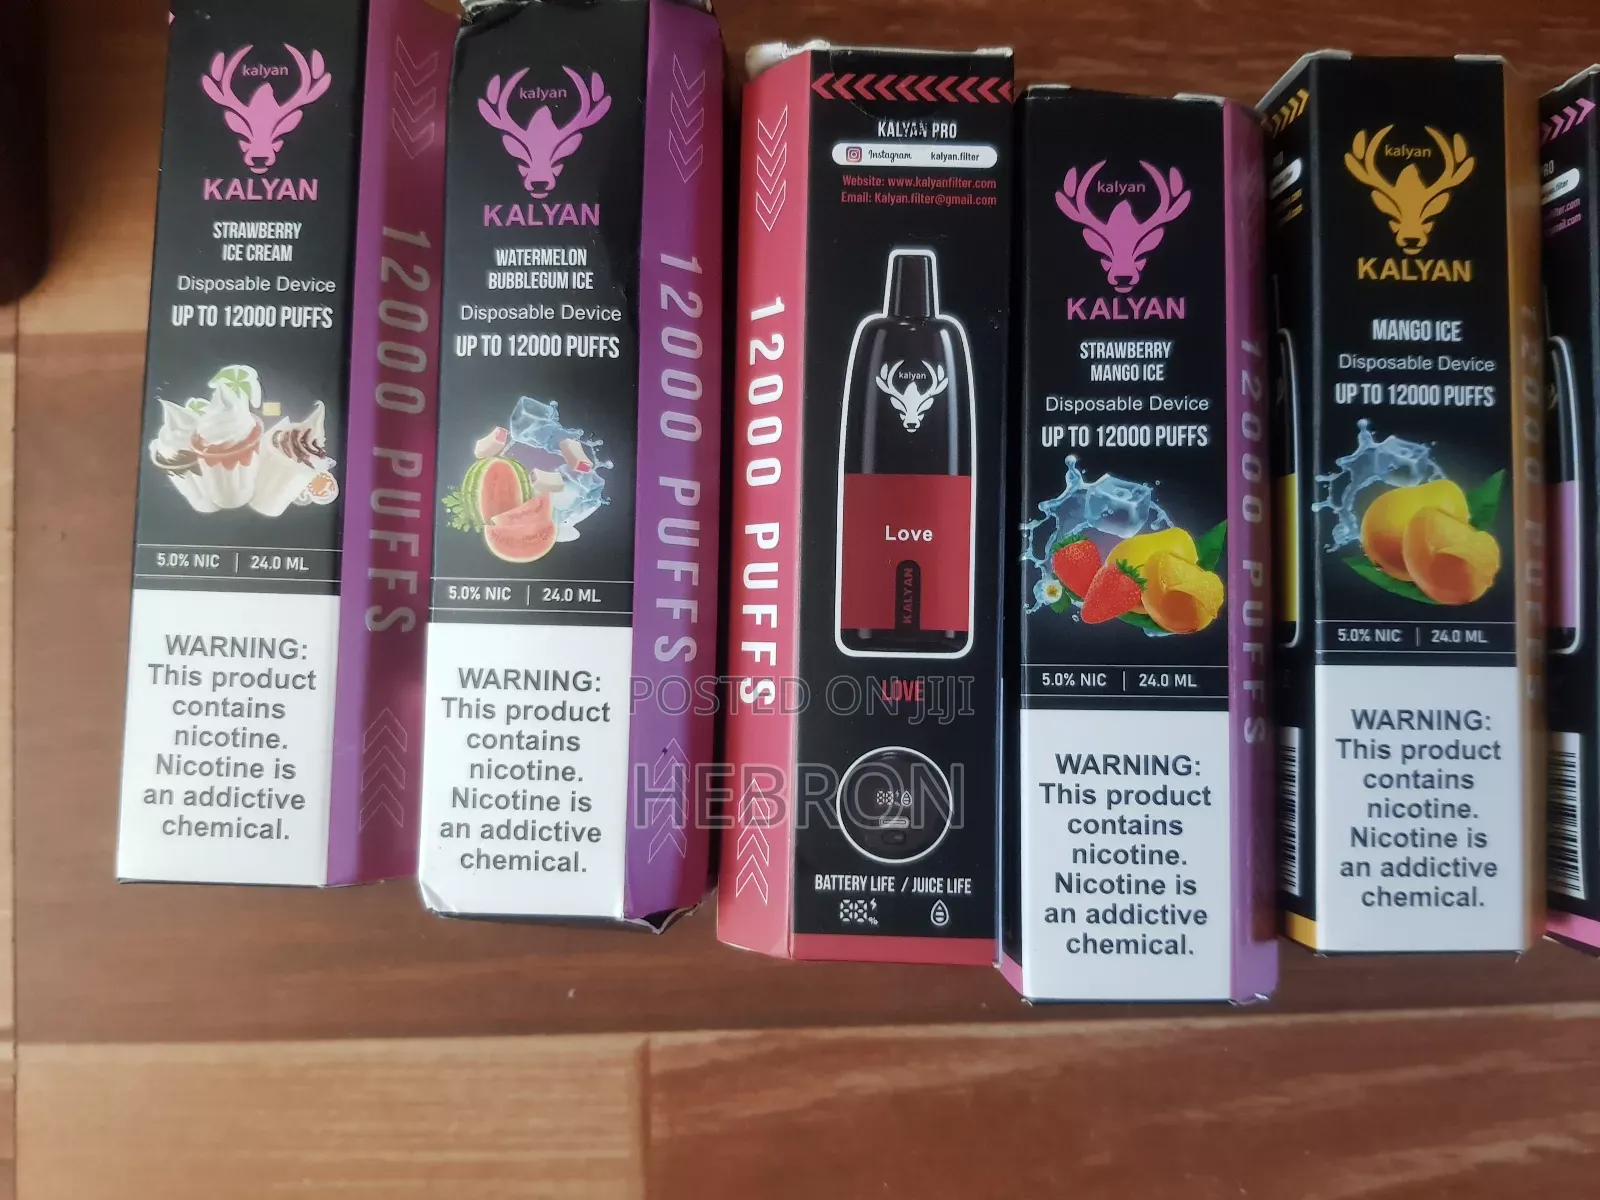 kalyan
KALYAN
STRAWBERRY
ICE CREAM
Disposable Device
UP TO 12000 PUFFS
5.0% NIC | 24.0 ML
WARNING:
This product
contains
nicotine.
Nicotine is
an addictive
chemical.
12000 PUFFS
kalyan
KALYAN
WATERMELON
BUBBLEGUM ICE
Disposable Device
UP TO 12000 PUFFS
5.0% NIC | 24.0 ML
WARNING:
This product
contains
nicotine.
Nicotine is
an addictive
chemical.
12000 PUFFS
12000 PUFFS
KALYAN PRO
Instagram kalyan.filter
Website: www.kalyanfilter.com
Email: Kalyan.filter@gmail.com
kalyan
Love
KALYAN
LOVE
BATTERY LIFE / JUICE LIFE
kalyan
KALYAN
STRAWBERRY
MANGO ICE
Disposable Device
UP TO 12000 PUFFS
5.0% NIC | 24.0 ML
WARNING:
This product
contains
nicotine.
Nicotine is
an addictive
chemical.
12000 PUFFS
kalyan
KALYAN
MANGO ICE
Disposable Device
UP TO 12000 PUFFS
5.0% NIC | 24.0 ML
WARNING:
This product
contains
nicotine.
Nicotine is
an addictive
chemical.
12000 PUFFS
POSTED ON JIJI
HEBRON